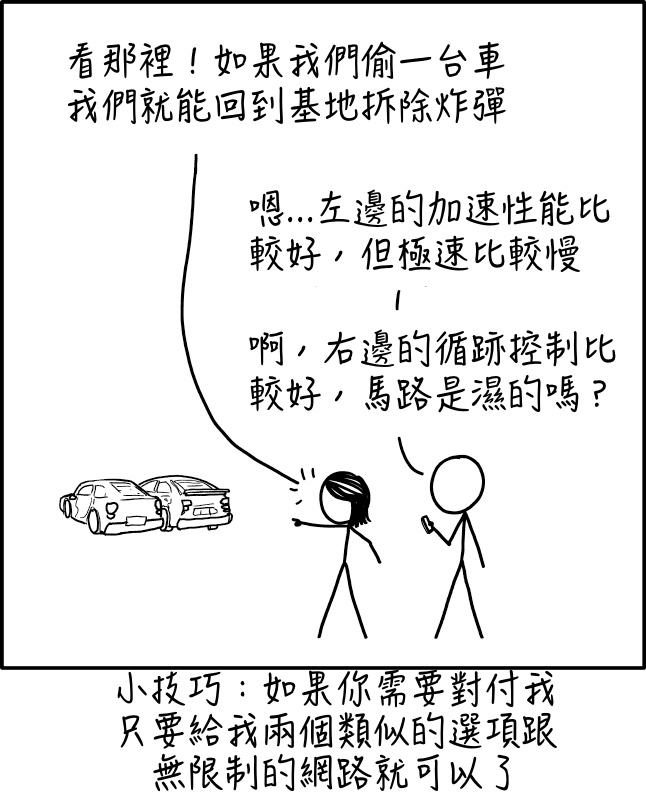 看那裡！如果我們偷一台車
我們就能回到基地拆除炸彈
嗯...左邊的加速性能比
較好，但極速比較慢
啊，右邊的循跡控制比
較好，馬路是濕的嗎？
小技巧：如果你需要對付我
只要給我兩個類似的選項跟
無限制的網路就可以了